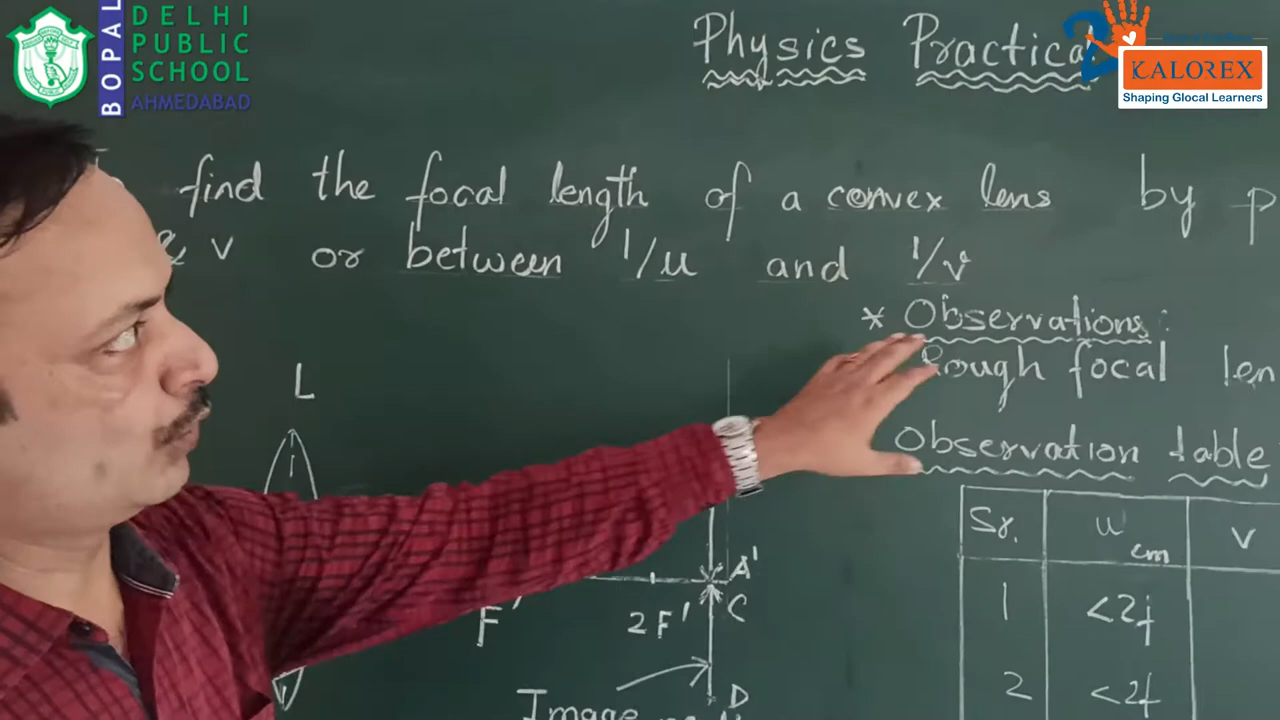 BOPAL
DELHI
PUBLIC
SCHOOL
AHMEDABAD
KALOREX
Shaping Glocal Learners
Physics Practical
find the focal length of a convex lens by p
& v or between 1/u and 1/v
* Observations:
Rough focal len
Observation table
Sr. u cm v
1 <2f
2 <2f
L
F' 2F' A'
C
D
Image